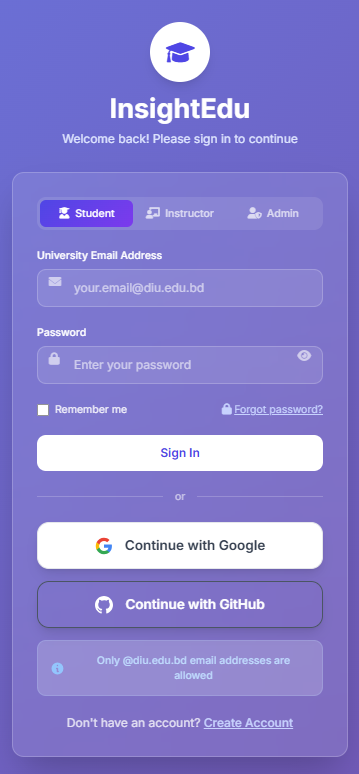 InsightEdu
Welcome back! Please sign in to continue
Student Instructor Admin
University Email Address
your.email@diu.edu.bd
Password
Enter your password
Remember me Forgot password?
Sign In
or
Continue with Google
Continue with GitHub
Only @diu.edu.bd email addresses are
allowed
Don't have an account? Create Account